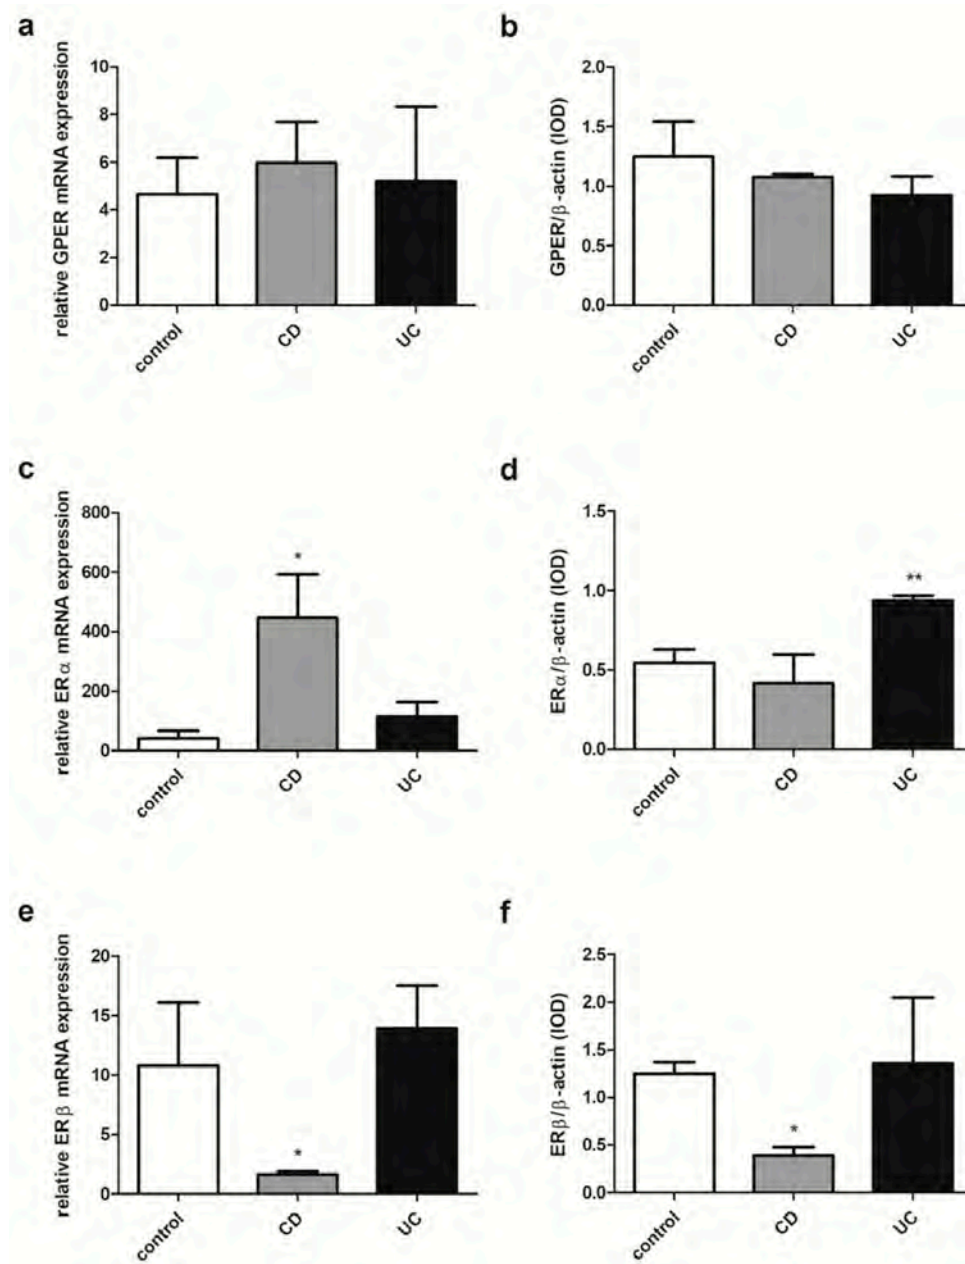 a
relative GPER mRNA expression
10
8
6
4
2
0
control
CD
UC
b
GPER/β-actin (IOD)
2.0
1.5
1.0
0.5
0.0
control
CD
UC
c
relative ER α mRNA expression
800
600
400
200
0
*
control
CD
UC
d
ERα/β-actin (IOD)
1.5
1.0
0.5
0.0
**
control
CD
UC
e
relative ER β mRNA expression
20
15
10
5
0
*
control
CD
UC
f
ERβ/β-actin (IOD)
2.5
2.0
1.5
1.0
0.5
0.0
*
control
CD
UC